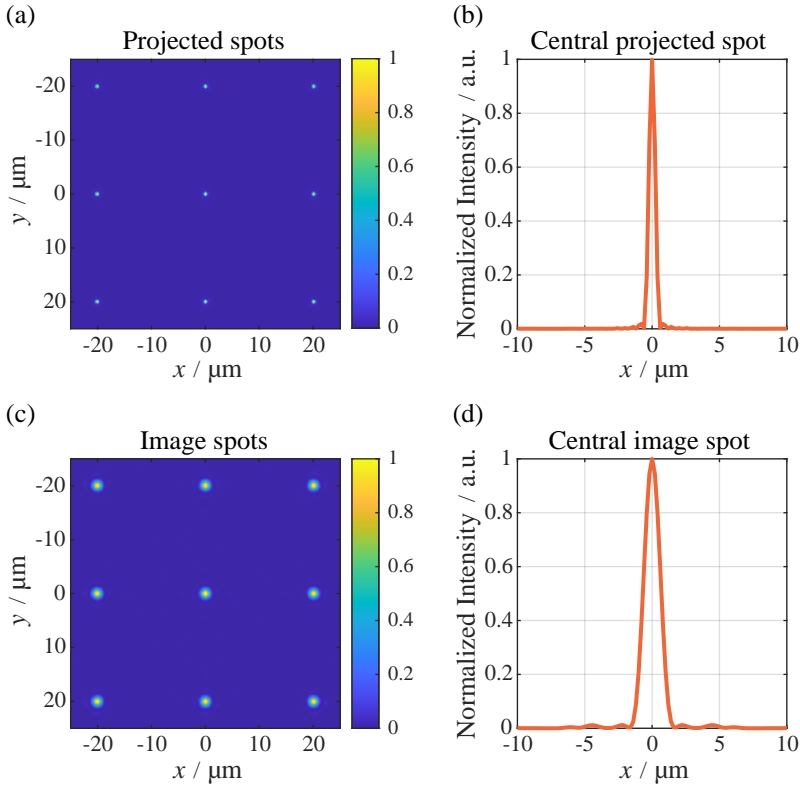 (a)
Projected spots
-20
-10
0
10
20
y / µm
-20 -10 0 10 20
x / µm
1
0.8
0.6
0.4
0.2
0
(b)
Central projected spot
1
0.8
0.6
0.4
0.2
0
Normalized Intensity / a.u.
-10 -5 0 5 10
x / µm
(c)
Image spots
-20
-10
0
10
20
y / µm
-20 -10 0 10 20
x / µm
1
0.8
0.6
0.4
0.2
0
(d)
Central image spot
1
0.8
0.6
0.4
0.2
0
Normalized Intensity / a.u.
-10 -5 0 5 10
x / µm